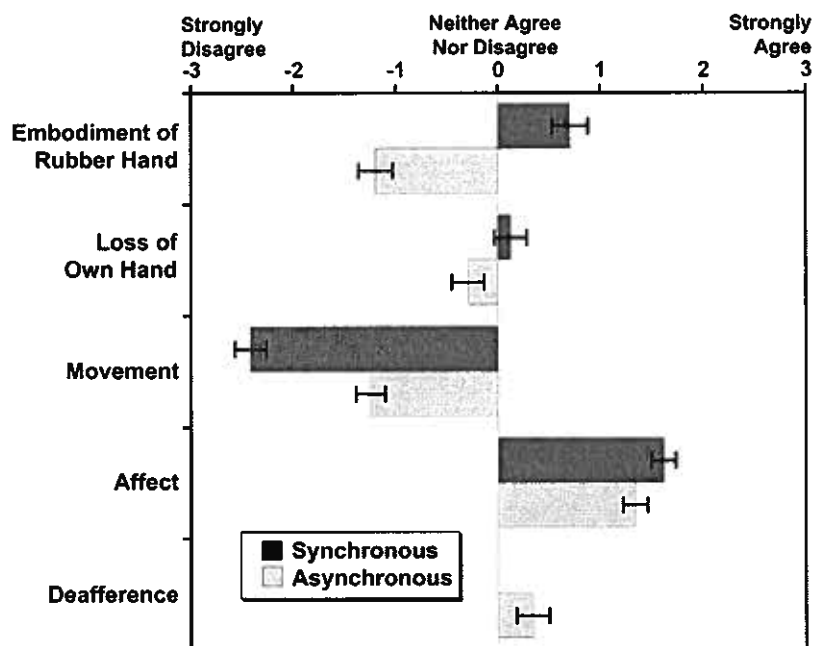 Strongly Disagree
Neither Agree Nor Disagree
Strongly Agree
-3 -2 -1 0 1 2 3
Embodiment of
Rubber Hand
Loss of
Own Hand
Movement
Affect
Synchronous
Asynchronous
Deafference